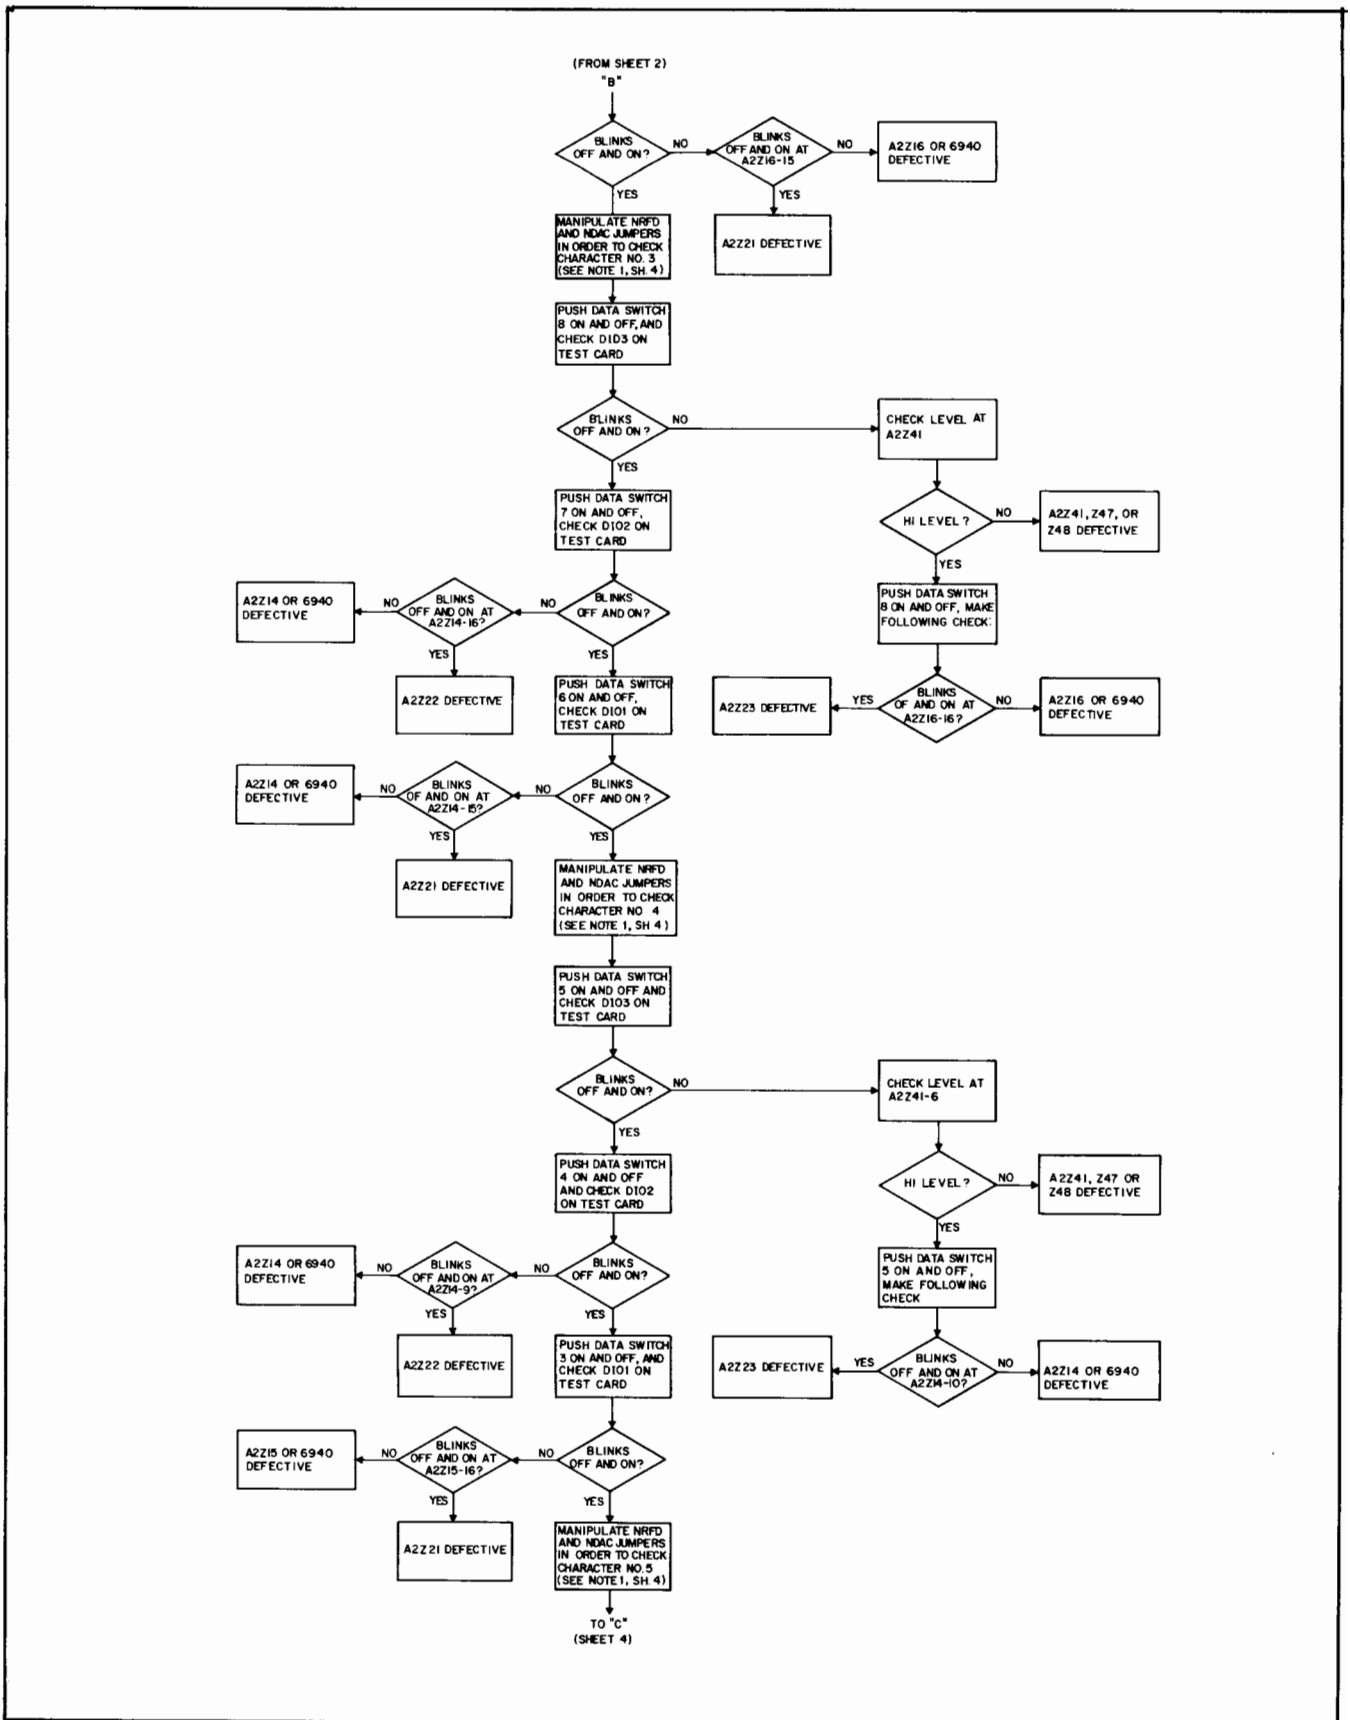 (FROM SHEET 2)
"B"
BLINKS
OFF AND ON?
NO
BLINKS
OFF AND ON AT
A2Z16-15
NO
A2Z16 OR 6940
DEFECTIVE
YES
YES
MANIPULATE NRFD
AND NDAC JUMPERS
IN ORDER TO CHECK
CHARACTER NO. 3
(SEE NOTE 1, SH. 4)
A2Z21 DEFECTIVE
PUSH DATA SWITCH
8 ON AND OFF, AND
CHECK DID3 ON
TEST CARD
BLINKS
OFF AND ON?
NO
CHECK LEVEL AT
A2Z41
YES
PUSH DATA SWITCH
7 ON AND OFF,
CHECK DIO2 ON
TEST CARD
HI LEVEL?
NO
A2Z41, Z47, OR
Z48 DEFECTIVE
YES
A2Z14 OR 6940
DEFECTIVE
NO
BLINKS
OFF AND ON AT
A2Z14-16?
NO
BLINKS
OFF AND ON?
PUSH DATA SWITCH
8 ON AND OFF, MAKE
FOLLOWING CHECK:
YES
YES
A2Z22 DEFECTIVE
PUSH DATA SWITCH
6 ON AND OFF,
CHECK DIO1 ON
TEST CARD
A2Z23 DEFECTIVE
YES
BLINKS
OF AND ON AT
A2Z16-16?
NO
A2Z16 OR 6940
DEFECTIVE
A2Z14 OR 6940
DEFECTIVE
NO
BLINKS
OF AND ON AT
A2Z14-15?
NO
BLINKS
OFF AND ON?
YES
YES
A2Z21 DEFECTIVE
MANIPULATE NRFD
AND NDAC JUMPERS
IN ORDER TO CHECK
CHARACTER NO 4
(SEE NOTE 1, SH 4)
PUSH DATA SWITCH
5 ON AND OFF AND
CHECK DIO3 ON
TEST CARD
BLINKS
OFF AND ON?
NO
CHECK LEVEL AT
A2Z41-6
YES
PUSH DATA SWITCH
4 ON AND OFF
AND CHECK DIO2
ON TEST CARD
HI LEVEL?
NO
A2Z41, Z47 OR
Z48 DEFECTIVE
YES
A2Z14 OR 6940
DEFECTIVE
NO
BLINKS
OFF AND ON AT
A2Z14-9?
NO
BLINKS
OFF AND ON?
PUSH DATA SWITCH
5 ON AND OFF,
MAKE FOLLOWING
CHECK
YES
YES
A2Z22 DEFECTIVE
PUSH DATA SWITCH
3 ON AND OFF, AND
CHECK DIO1 ON
TEST CARD
A2Z23 DEFECTIVE
YES
BLINKS
OFF AND ON AT
A2Z14-10?
NO
A2Z14 OR 6940
DEFECTIVE
A2Z15 OR 6940
DEFECTIVE
NO
BLINKS
OFF AND ON AT
A2Z15-16?
NO
BLINKS
OFF AND ON?
YES
YES
A2Z21 DEFECTIVE
MANIPULATE NRFD
AND NDAC JUMPERS
IN ORDER TO CHECK
CHARACTER NO. 5
(SEE NOTE 1, SH. 4)
TO "C"
(SHEET 4)